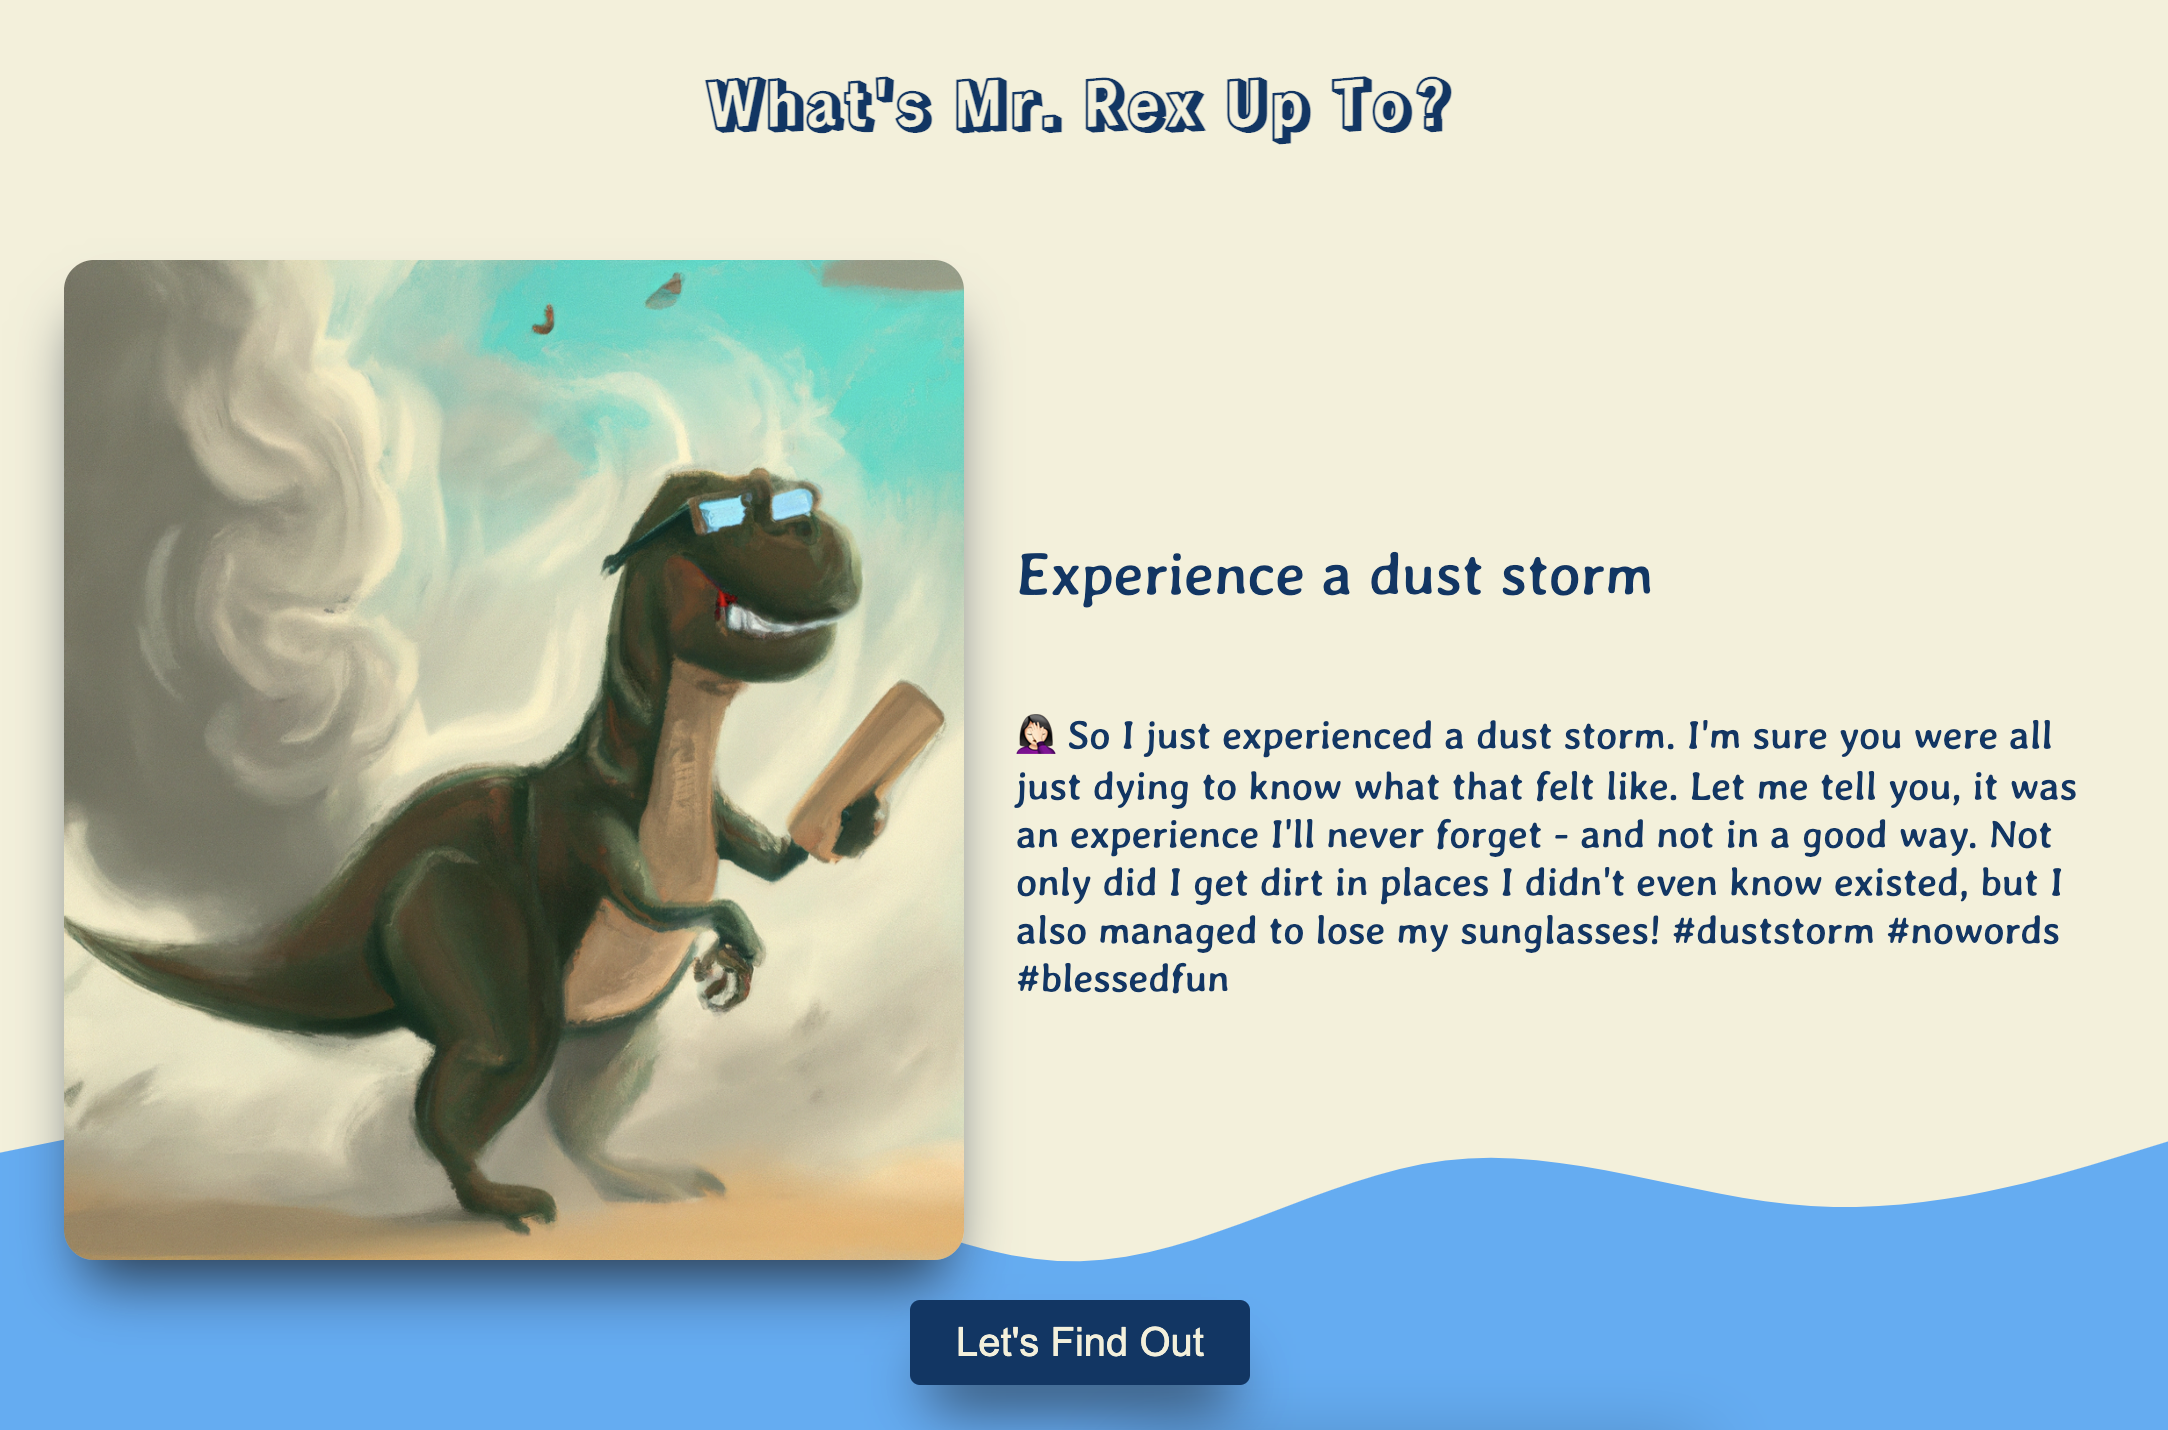 What's Mr. Rex Up To?
Experience a dust storm
🤦🏻‍♀️ So I just experienced a dust storm. I'm sure you were all
just dying to know what that felt like. Let me tell you, it was
an experience I'll never forget - and not in a good way. Not
only did I get dirt in places I didn't even know existed, but I
also managed to lose my sunglasses! #duststorm #nowords
#blessedfun
Let's Find Out